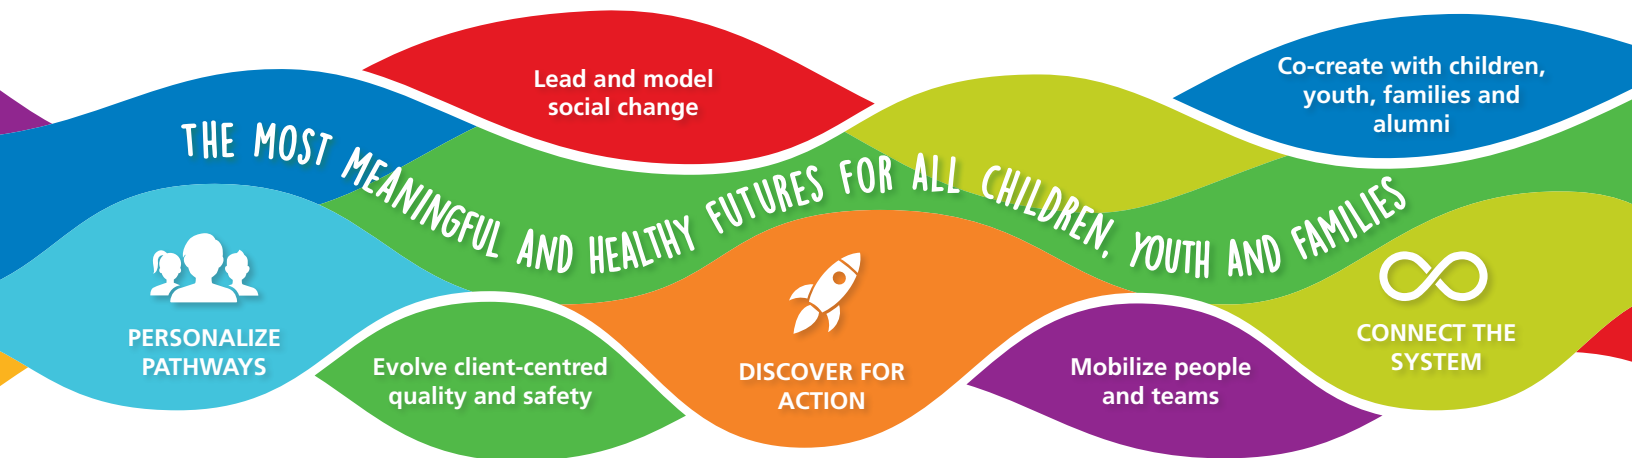 Lead and model
social change
Co-create with children,
youth, families and
alumni
THE MOST MEANINGFUL AND HEALTHY FUTURES FOR ALL CHILDREN, YOUTH AND FAMILIES
PERSONALIZE
PATHWAYS
Evolve client-centred
quality and safety
DISCOVER FOR
ACTION
Mobilize people
and teams
CONNECT THE
SYSTEM